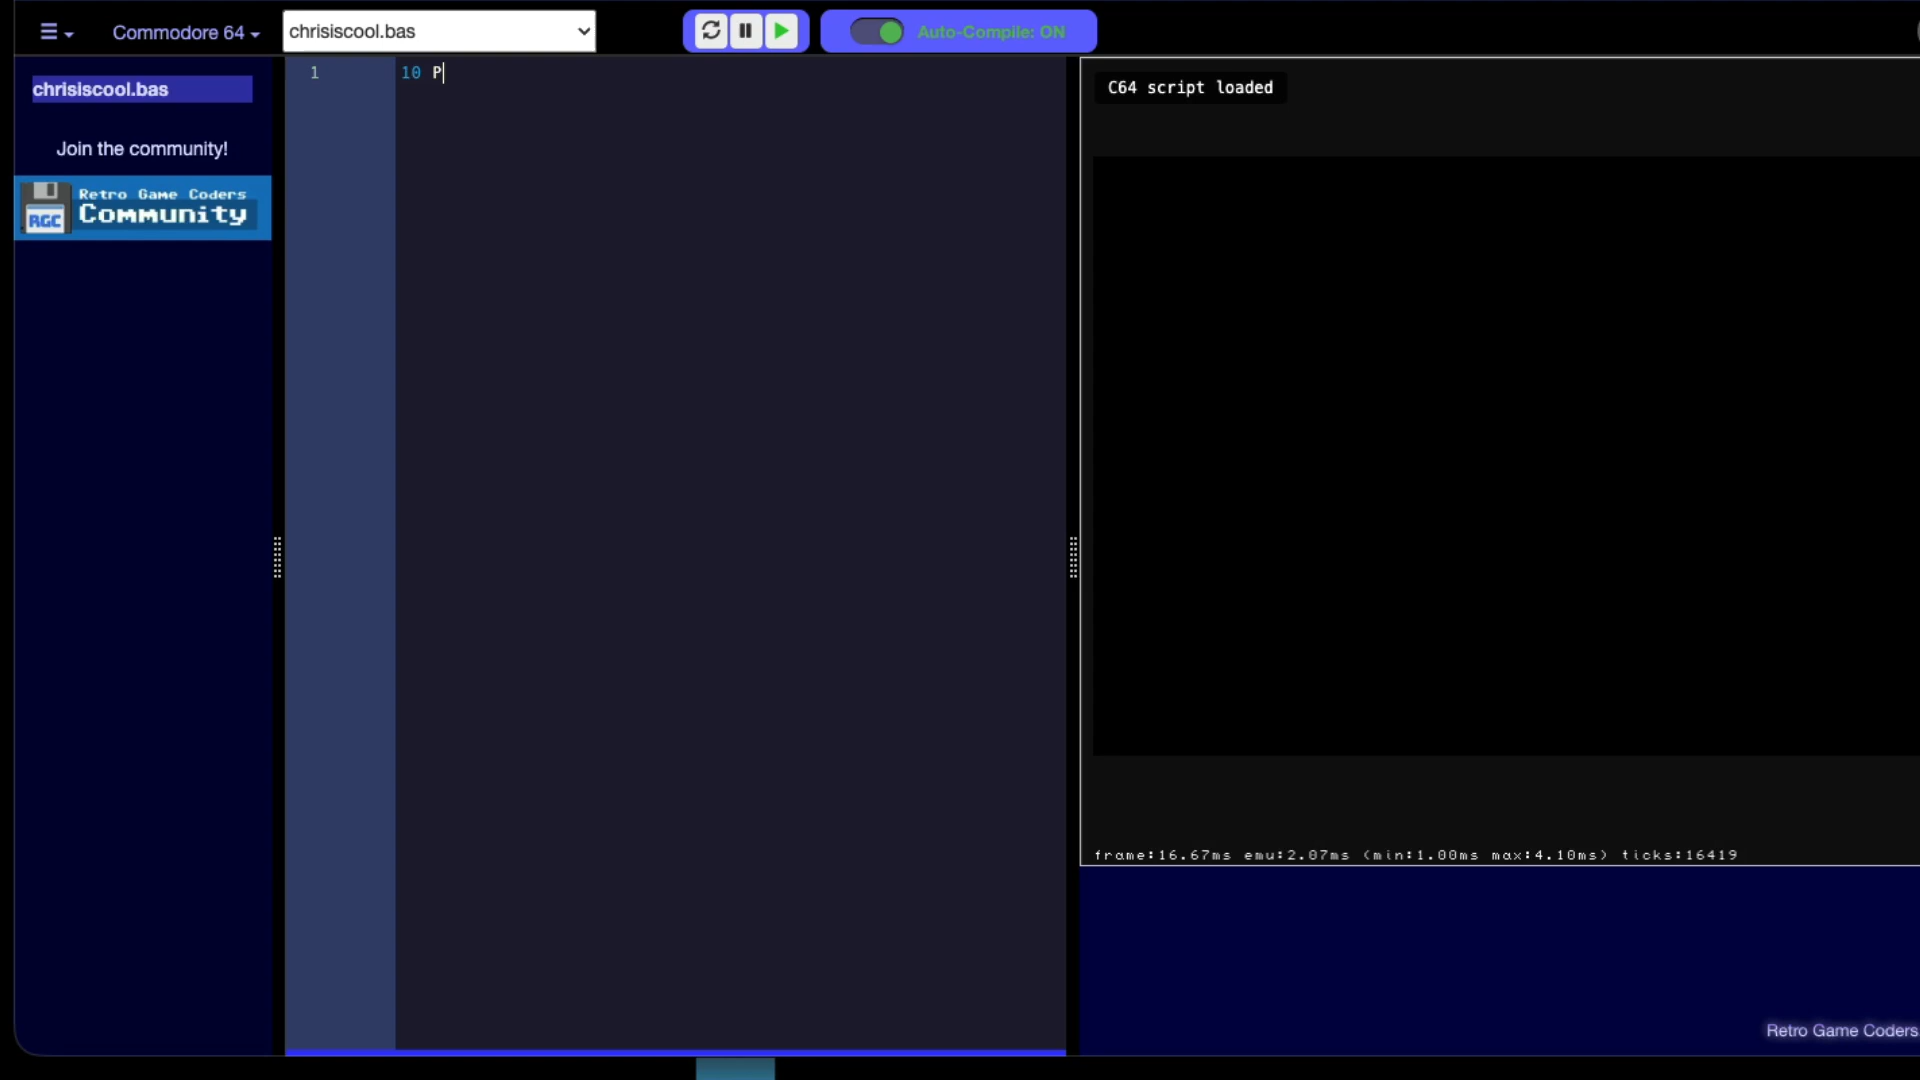 Commodore 64
chrisiscool.bas
Auto-Compile: ON
chrisiscool.bas
Join the community!
Retro Game Coders
Community
RGC
1
10 P
C64 script loaded
frame:16.67ms emu:2.07ms (min:1.00ms max:4.10ms) ticks:16419
Retro Game Coders